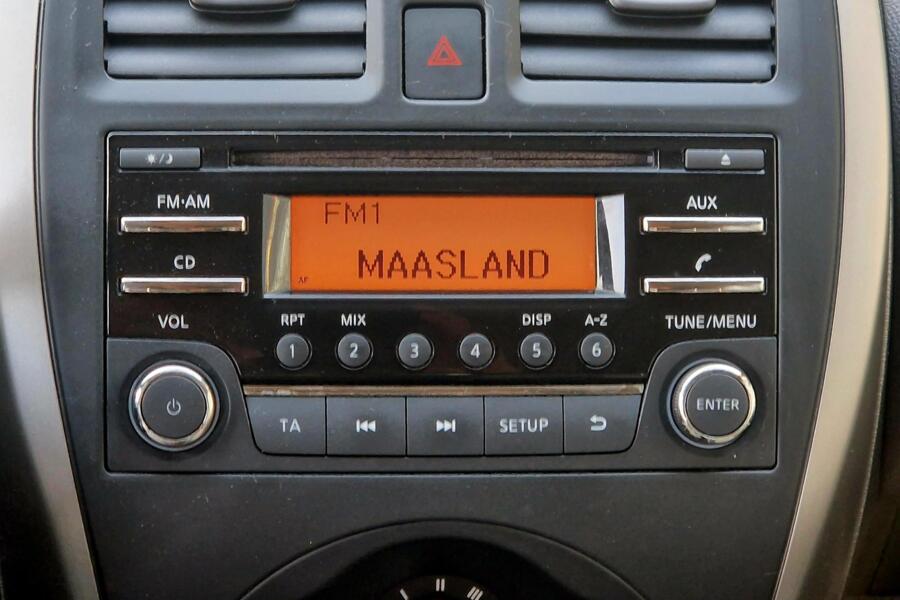 FM·AM
AUX
FM1
CD
MAASLAND
AF
VOL
RPT
MIX
DISP
A-Z
TUNE/MENU
1
2
3
4
5
6
TA
SETUP
ENTER